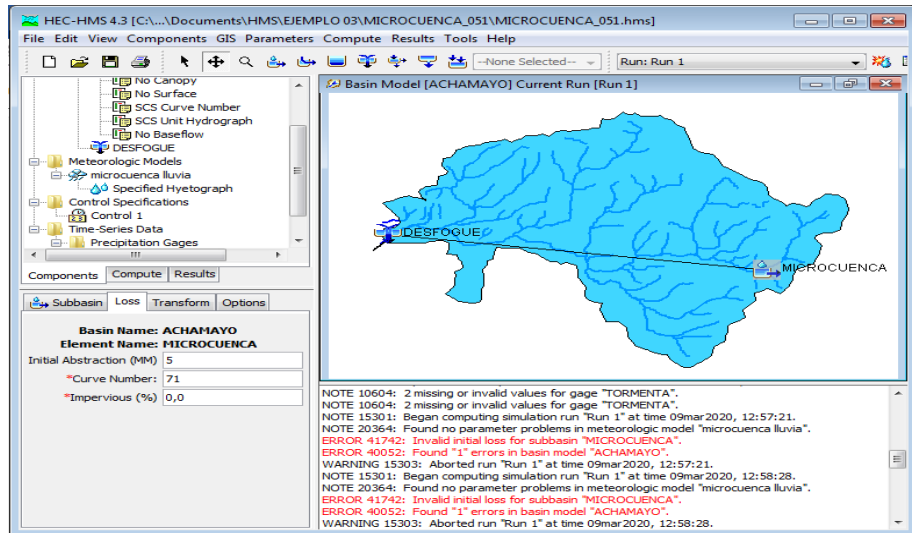 HEC-HMS 4.3 [C:\...\Documents\HMS\EJEMPLO 03\MICROCUENCA_051\MICROCUENCA_051.hms]
File Edit View Components GIS Parameters Compute Results Tools Help
--None Selected--
Run: Run 1
No Canopy
No Surface
SCS Curve Number
SCS Unit Hydrograph
No Baseflow
DESFOGUE
Meteorologic Models
microcuenca lluvia
Specified Hyetograph
Control Specifications
Control 1
Time-Series Data
Precipitation Gages
Components Compute Results
Subbasin Loss Transform Options
Basin Name: ACHAMAYO
Element Name: MICROCUENCA
Initial Abstraction (MM) 5
*Curve Number: 71
*Impervious (%) 0,0
Basin Model [ACHAMAYO] Current Run [Run 1]
DESFOGUE
MICROCUENCA
NOTE 10604: 2 missing or invalid values for gage "TORMENTA".
NOTE 10604: 2 missing or invalid values for gage "TORMENTA".
NOTE 15301: Began computing simulation run "Run 1" at time 09mar2020, 12:57:21.
NOTE 20364: Found no parameter problems in meteorologic model "microcuenca lluvia".
ERROR 41742: Invalid initial loss for subbasin "MICROCUENCA".
ERROR 40052: Found "1" errors in basin model "ACHAMAYO".
WARNING 15303: Aborted run "Run 1" at time 09mar2020, 12:57:21.
NOTE 15301: Began computing simulation run "Run 1" at time 09mar2020, 12:58:28.
NOTE 20364: Found no parameter problems in meteorologic model "microcuenca lluvia".
ERROR 41742: Invalid initial loss for subbasin "MICROCUENCA".
ERROR 40052: Found "1" errors in basin model "ACHAMAYO".
WARNING 15303: Aborted run "Run 1" at time 09mar2020, 12:58:28.